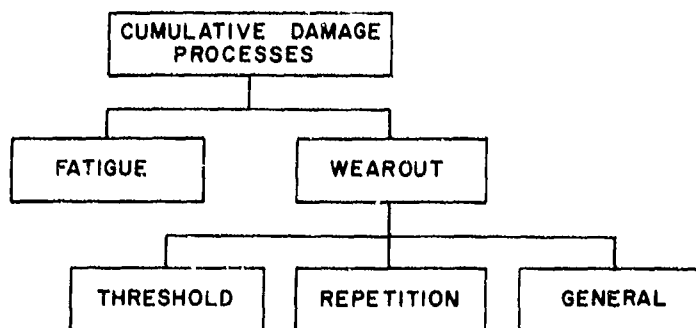 CUMULATIVE DAMAGE
PROCESSES
FATIGUE
WEAROUT
THRESHOLD
REPETITION
GENERAL